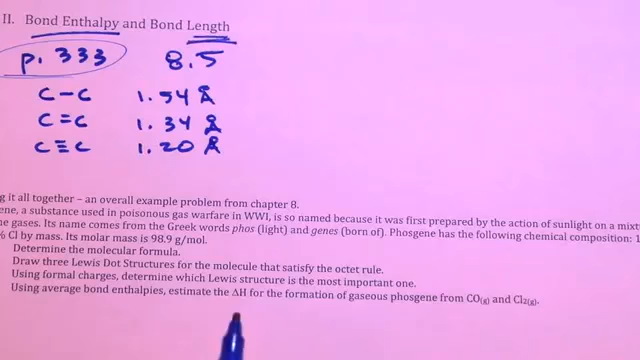 II. Bond Enthalpy and Bond Length
p. 333 8.5
C–C 1.54 Å
C=C 1.34 Å
C≡C 1.20 Å
g it all together – an overall example problem from chapter 8.
ene, a substance used in poisonous gas warfare in WWI, is so named because it was first prepared by the action of sunlight on a mixt
e gases. Its name comes from the Greek words phos (light) and genes (born of). Phosgene has the following chemical composition: 1
% Cl by mass. Its molar mass is 98.9 g/mol.
Determine the molecular formula.
Draw three Lewis Dot Structures for the molecule that satisfy the octet rule.
Using formal charges, determine which Lewis structure is the most important one.
Using average bond enthalpies, estimate the ΔH for the formation of gaseous phosgene from CO(g) and Cl2(g).